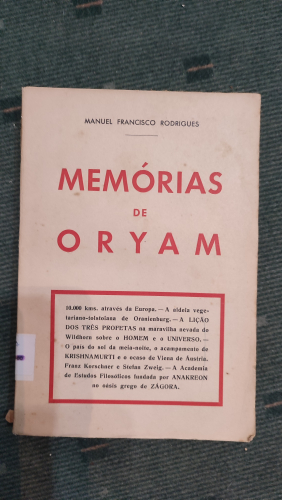 MANUEL FRANCISCO RODRIGUES
MEMÓRIAS
DE
ORYAM
10.000 kms. através da Europa. — A aldeia vege-
tariano-tolstoiana de Oranienburg. — A LIÇÃO
DOS TRÊS PROFETAS na maravilha nevada do
Wildhorn sobre o HOMEM e o UNIVERSO. —
O país do sol da meia-noite, o acampamento de
KRISHNAMURTI e o ocaso de Viena de Áustria.
Franz Kerschner e Stefan Zweig. — A Academia
de Estudos Filosóficos fundada por ANAKREON
no oásis grego de ZÁGORA.